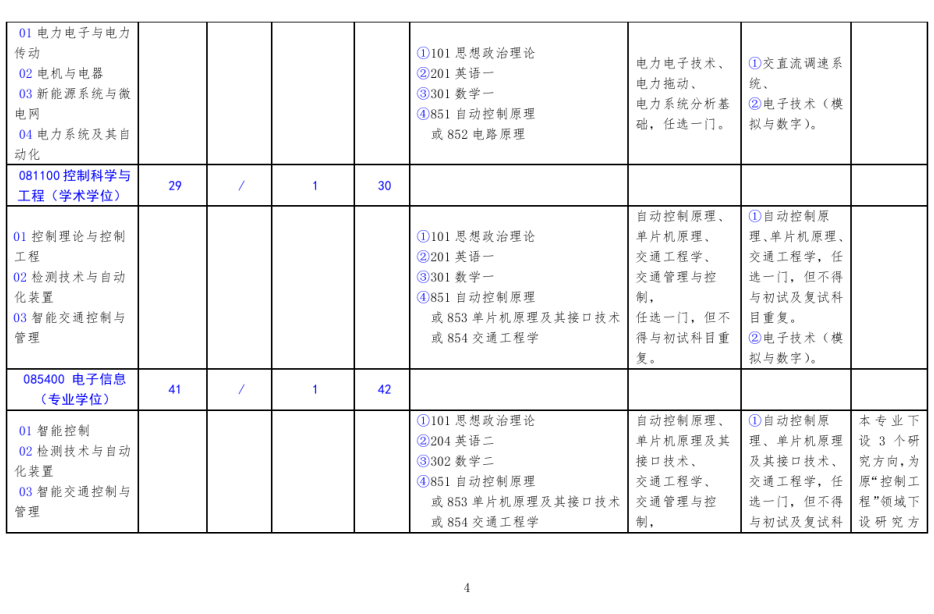 01 电力电子与电力
传动
02 电机与电器
03 新能源系统与微
电网
04 电力系统及其自
动化
①101 思想政治理论
②201 英语一
③301 数学一
④851 自动控制原理
或 852 电路原理
电力电子技术、
电力拖动、
电力系统分析基
础，任选一门。
①交直流调速系
统、
②电子技术（模
拟与数字）。
081100 控制科学与
工程（学术学位）
29
/
1
30
01 控制理论与控制
工程
02 检测技术与自动
化装置
03 智能交通控制与
管理
①101 思想政治理论
②201 英语一
③301 数学一
④851 自动控制原理
或 853 单片机原理及其接口技术
或 854 交通工程学
自动控制原理、
单片机原理、
交通工程学、
交通管理与控
制，
任选一门，但不
得与初试科目重
复。
①自动控制原
理、单片机原理、
交通工程学，任
选一门，但不得
与初试及复试科
目重复。
②电子技术（模
拟与数字）。
085400 电子信息
（专业学位）
41
/
1
42
01 智能控制
02 检测技术与自动
化装置
03 智能交通控制与
管理
①101 思想政治理论
②204 英语二
③302 数学二
④851 自动控制原理
或 853 单片机原理及其接口技术
或 854 交通工程学
自动控制原理、
单片机原理及其
接口技术、
交通工程学、
交通管理与控
制，
①自动控制原
理、单片机原理
及其接口技术、
交通工程学，任
选一门，但不得
与初试及复试科
本专业下
设 3 个研
究方向，为
原“控制工
程”领域下
设研究方
4